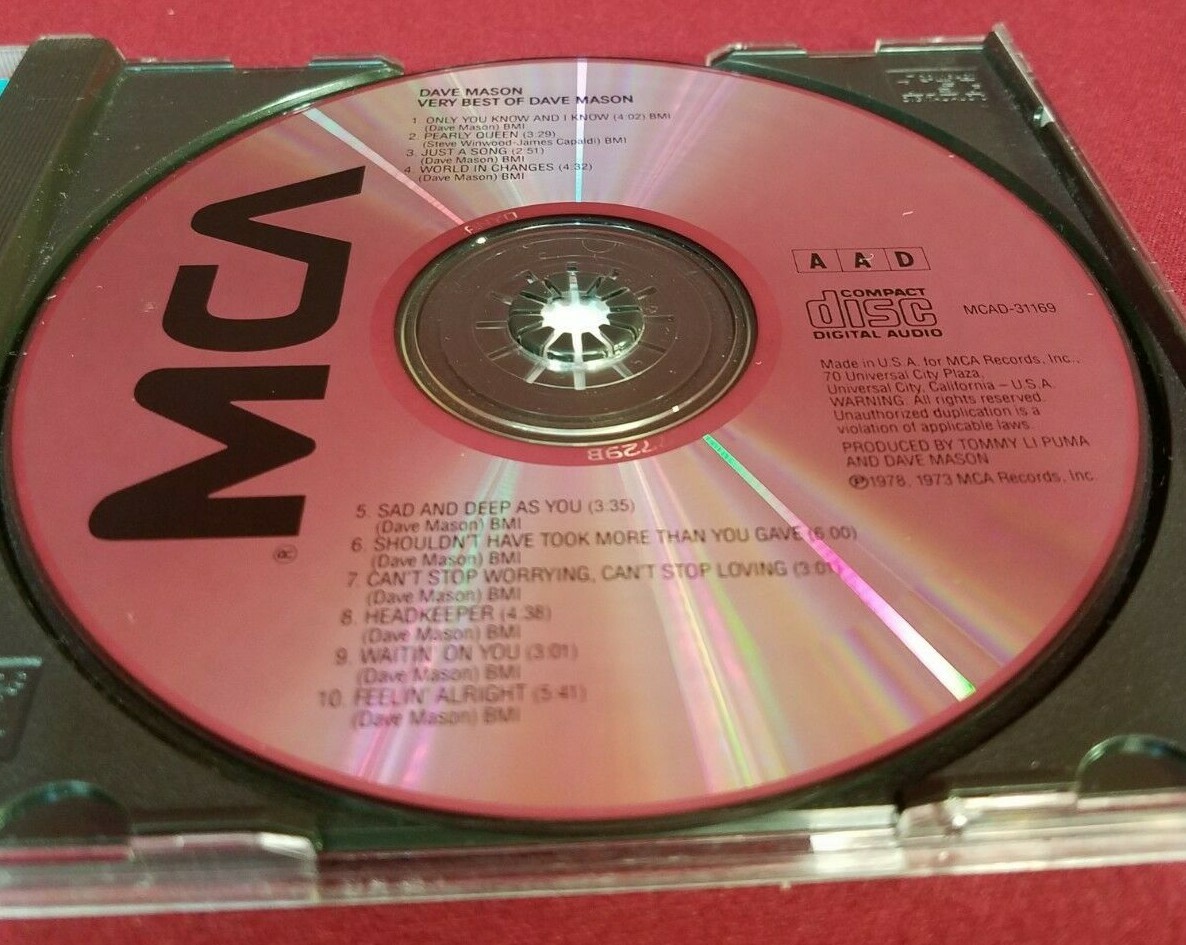 DAVE MASON
VERY BEST OF DAVE MASON
1. ONLY YOU KNOW AND I KNOW (4:02) BMI
(Dave Mason) BMI
2. PEARLY QUEEN (3:29)
(Steve Winwood-James Capaldi) BMI
3. JUST A SONG (2:51)
(Dave Mason) BMI
4. WORLD IN CHANGES (4:32)
(Dave Mason) BMI
MCA
AAD
COMPACT
disc
DIGITAL AUDIO
MCAD-31169
Made in U.S.A. for MCA Records, Inc.,
70 Universal City Plaza,
Universal City, California – U.S.A.
WARNING: All rights reserved.
Unauthorized duplication is a
violation of applicable laws.
PRODUCED BY TOMMY LI PUMA
AND DAVE MASON
℗1978, 1973 MCA Records, Inc.
7729B
5. SAD AND DEEP AS YOU (3:35)
(Dave Mason) BMI
6. SHOULDN'T HAVE TOOK MORE THAN YOU GAVE (6:00)
(Dave Mason) BMI
7. CAN'T STOP WORRYING, CAN'T STOP LOVING (3:01)
(Dave Mason) BMI
8. HEADKEEPER (4:38)
(Dave Mason) BMI
9. WAITIN' ON YOU (3:01)
(Dave Mason) BMI
10. FEELIN' ALRIGHT (5:41)
(Dave Mason) BMI